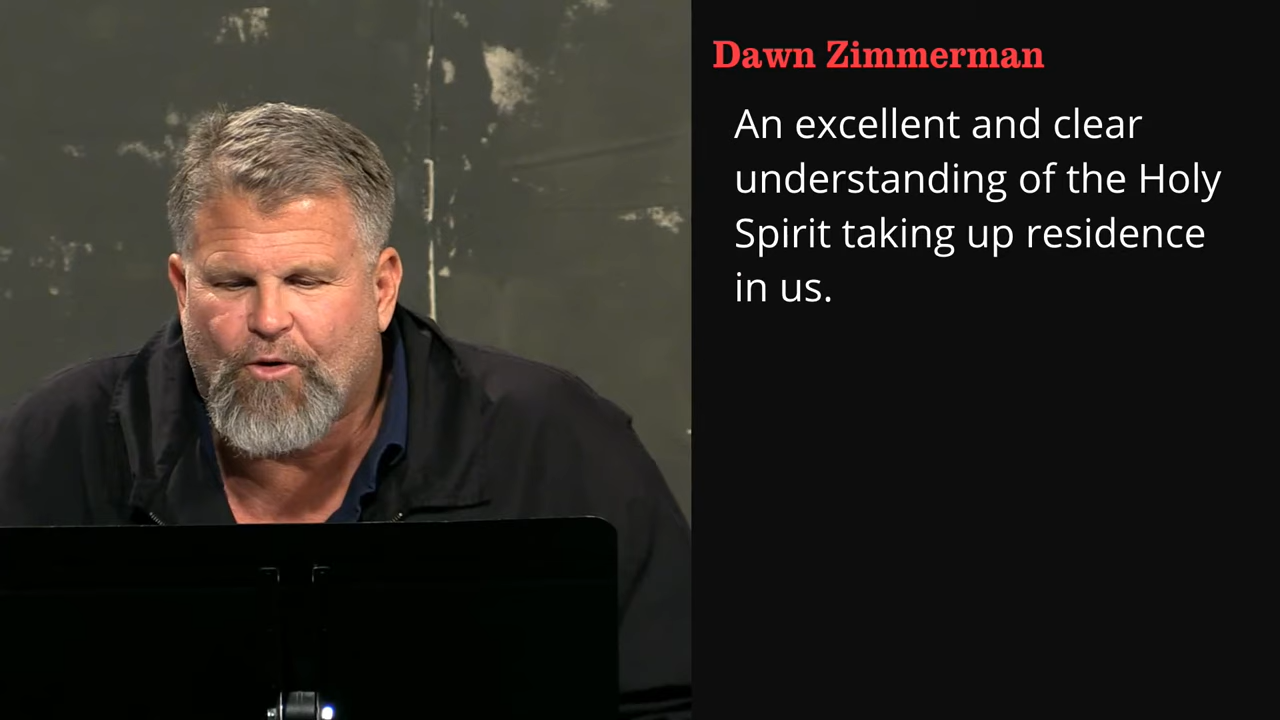 Dawn Zimmerman
An excellent and clear
understanding of the Holy
Spirit taking up residence
in us.